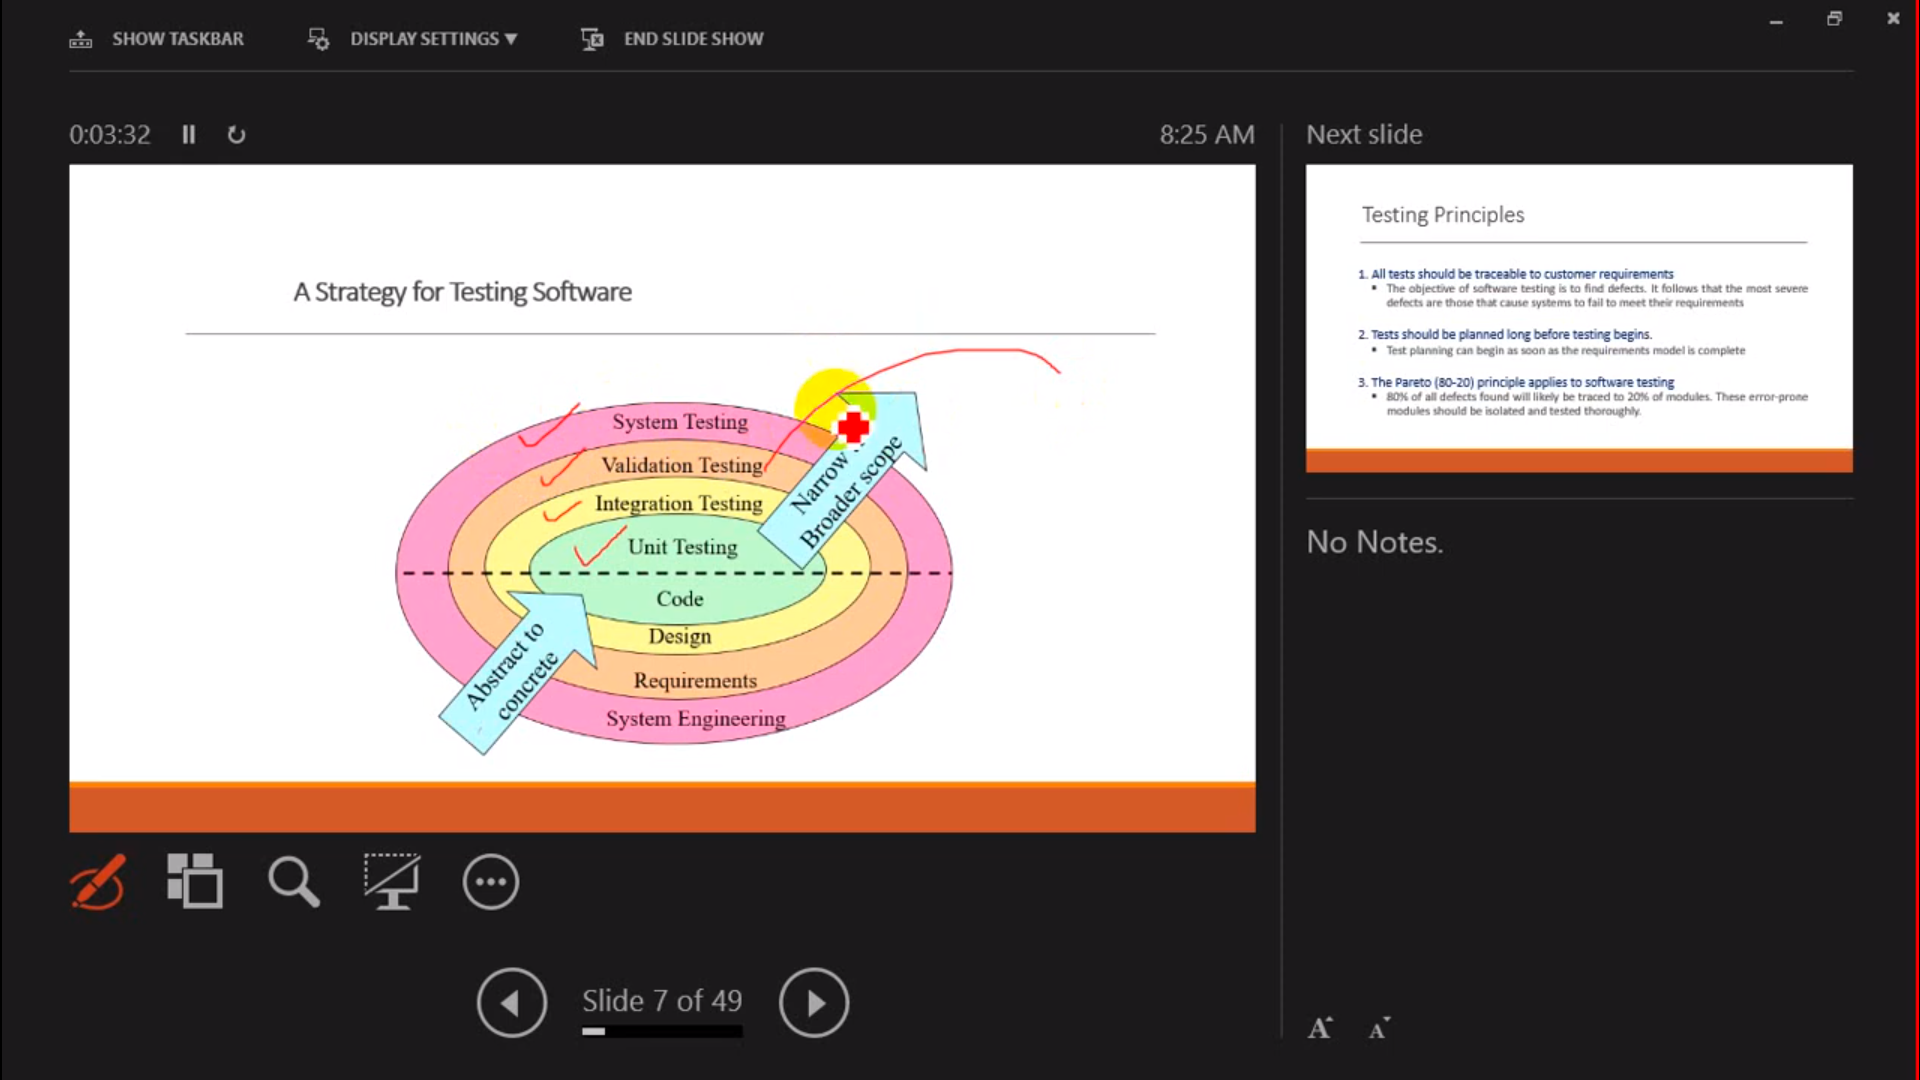 SHOW TASKBAR
DISPLAY SETTINGS ▼
END SLIDE SHOW
0:03:32
8:25 AM
Next slide
A Strategy for Testing Software
System Testing
Validation Testing
Integration Testing
Unit Testing
Code
Design
Requirements
System Engineering
Narrow
Broader scope
Abstract to
concrete
Testing Principles
1. All tests should be traceable to customer requirements
▪ The objective of software testing is to find defects. It follows that the most severe
defects are those that cause systems to fail to meet their requirements
2. Tests should be planned long before testing begins.
▪ Test planning can begin as soon as the requirements model is complete
3. The Pareto (80-20) principle applies to software testing
▪ 80% of all defects found will likely be traced to 20% of modules. These error-prone
modules should be isolated and tested thoroughly.
No Notes.
Slide 7 of 49
A
A